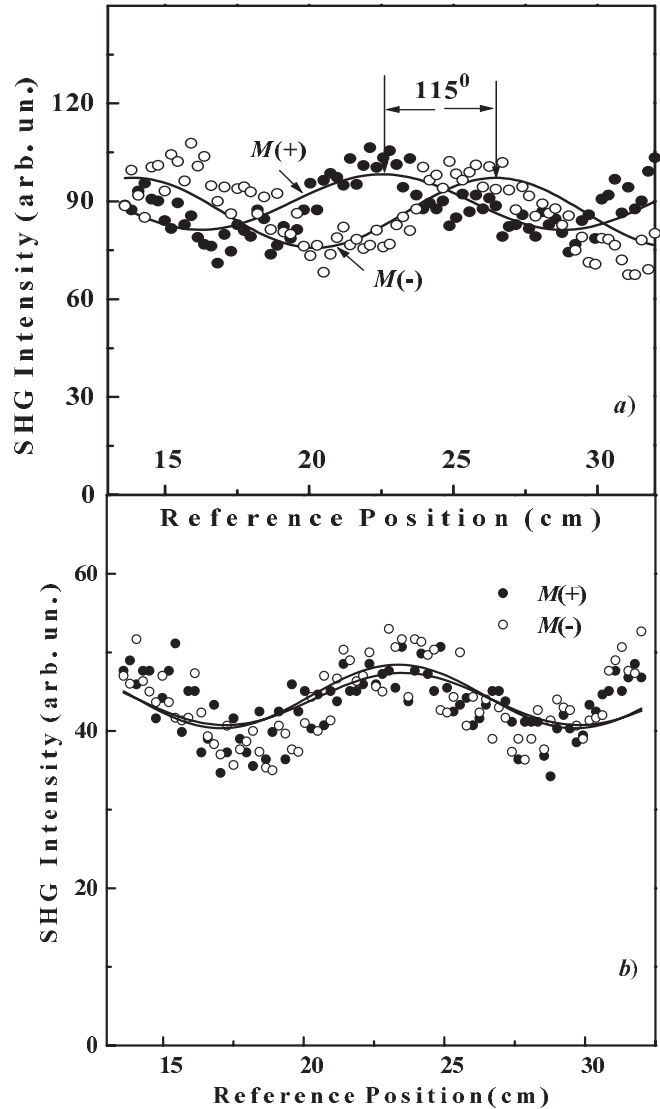 SHG Intensity (arb. un.)
120
90
60
30
0
115⁰
M(+)
M(-)
a)
15
20
25
30
Reference Position (cm)
SHG Intensity (arb. un.)
60
40
20
0
M(+)
M(-)
b)
15
20
25
30
Reference Position(cm)